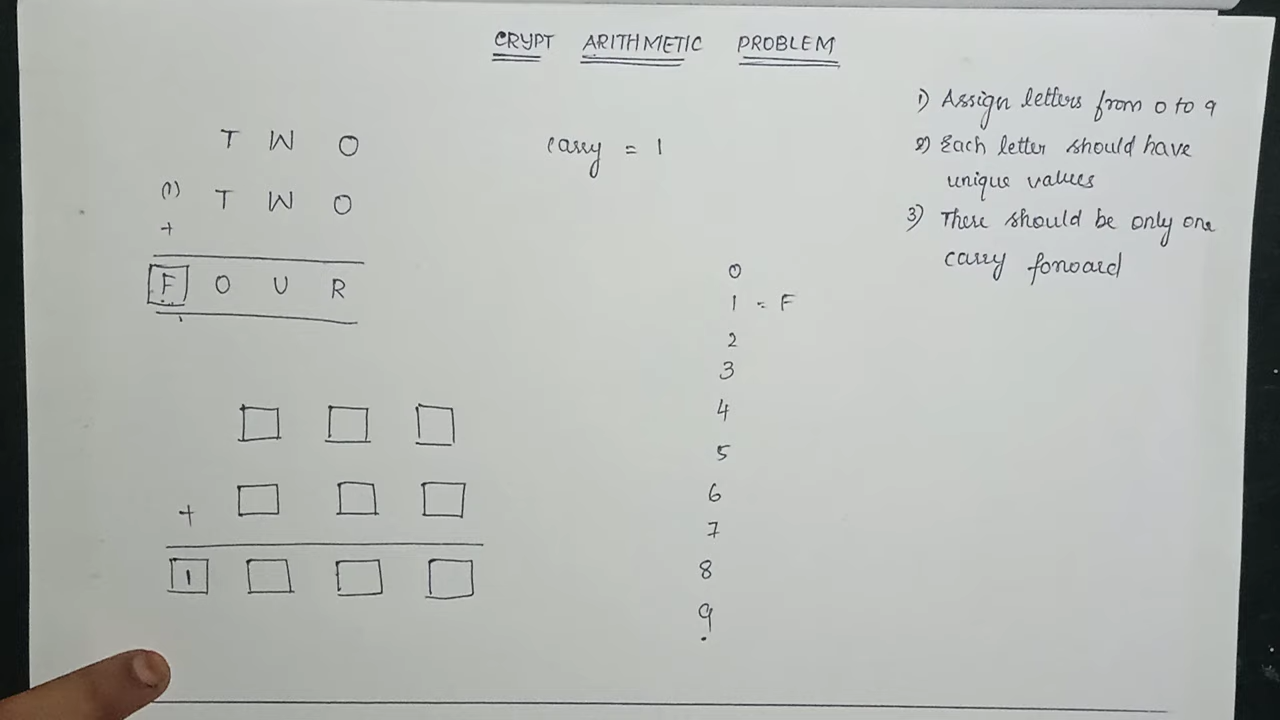 CRYPT ARITHMETIC PROBLEM
T W O
(1) T W O
+
F O U R
carry = 1
1) Assign letters from 0 to 9
2) Each letter should have
unique values
3) There should be only one
carry forward
0
1 = F
2
3
4
5
6
7
8
9
+
1